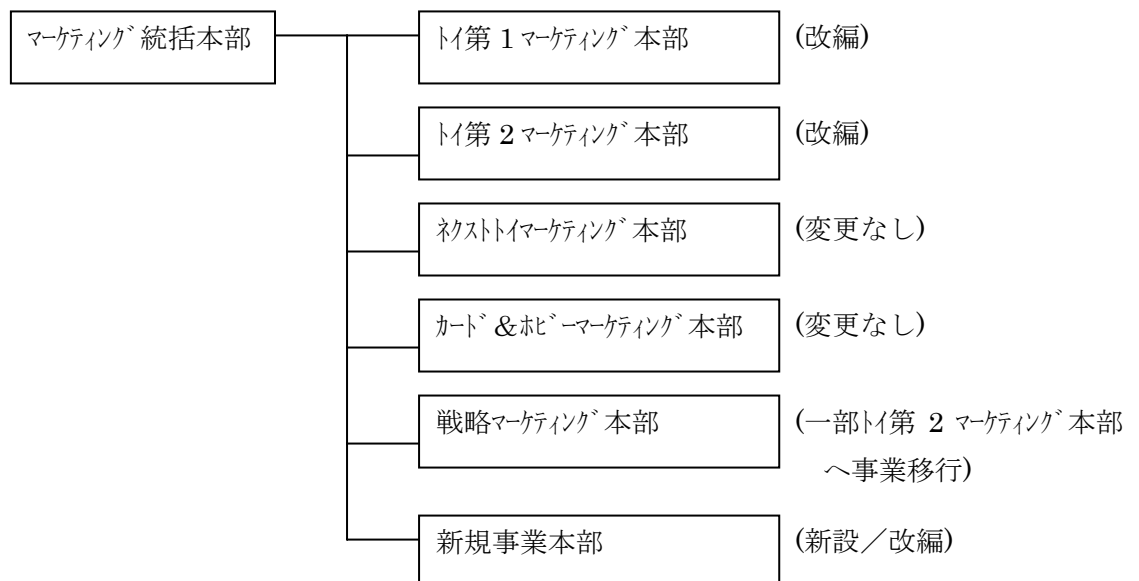 ﾏｰｹﾃｨﾝｸﾞ統括本部
ﾄｲ第1ﾏｰｹﾃｨﾝｸﾞ本部 (改編)
ﾄｲ第2ﾏｰｹﾃｨﾝｸﾞ本部 (改編)
ﾈｸｽﾄﾄｲﾏｰｹﾃｨﾝｸﾞ本部 (変更なし)
ｶｰﾄﾞ＆ﾎﾋﾞｰﾏｰｹﾃｨﾝｸﾞ本部 (変更なし)
戦略ﾏｰｹﾃｨﾝｸﾞ本部 (一部ﾄｲ第 2 ﾏｰｹﾃｨﾝｸﾞ本部
へ事業移行)
新規事業本部 (新設／改編)